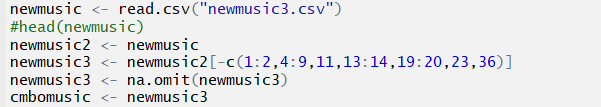 newmusic <- read.csv("newmusic3.csv")
#head(newmusic)
newmusic2 <- newmusic
newmusic3 <- newmusic2[-c(1:2,4:9,11,13:14,19:20,23,36)]
newmusic3 <- na.omit(newmusic3)
cmbomusic <- newmusic3